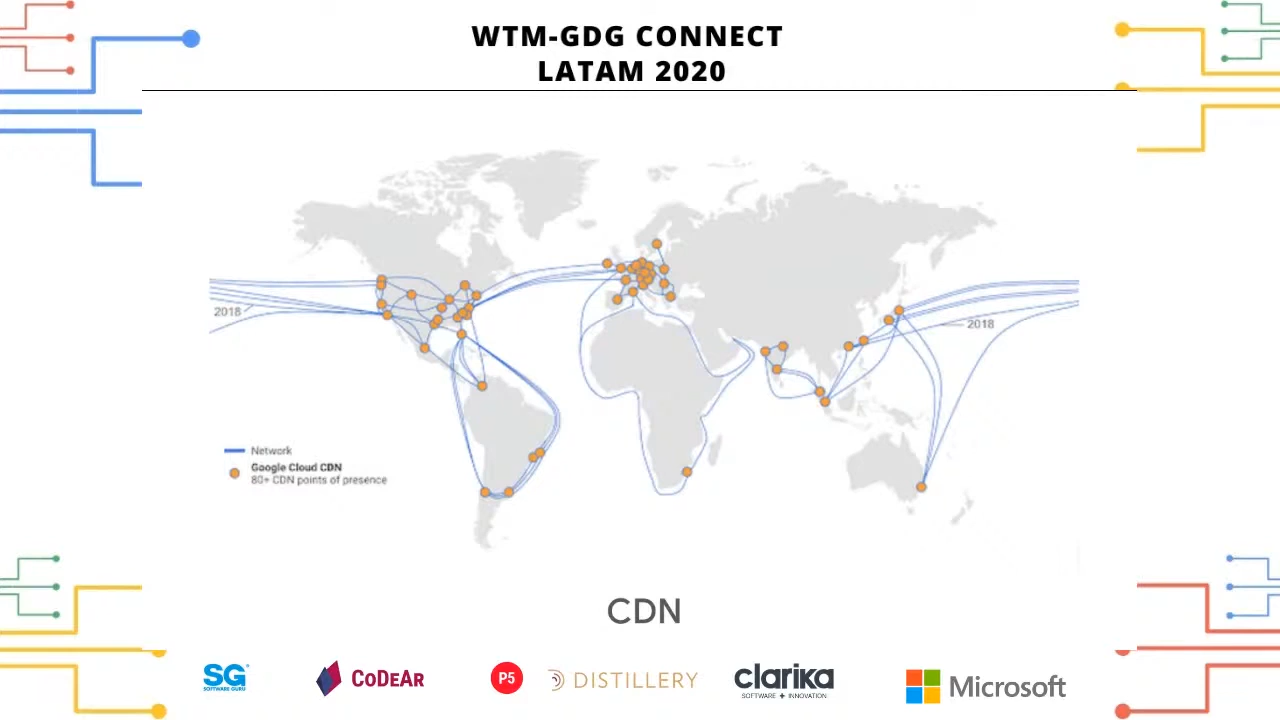 WTM-GDG CONNECT
LATAM 2020
2018
2018
Network
Google Cloud CDN
80+ CDN points of presence
CDN
SG
SOFTWARE GURU
CODEAR
P5
DISTILLERY
clarika
SOFTWARE + INNOVATION
Microsoft